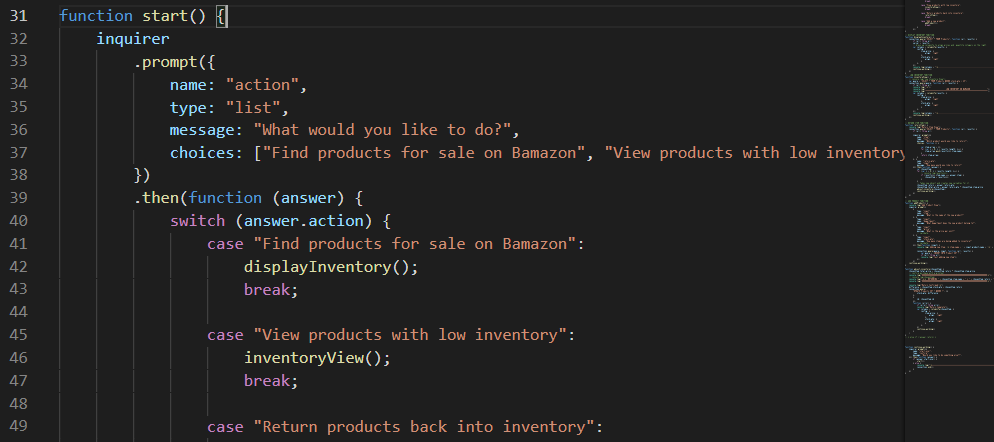 31 function start() {
32 inquirer
33 .prompt({
34 name: "action",
35 type: "list",
36 message: "What would you like to do?",
37 choices: ["Find products for sale on Bamazon", "View products with low inventory
38 })
39 .then(function (answer) {
40 switch (answer.action) {
41 case "Find products for sale on Bamazon":
42 displayInventory();
43 break;
44
45 case "View products with low inventory":
46 inventoryView();
47 break;
48
49 case "Return products back into inventory":